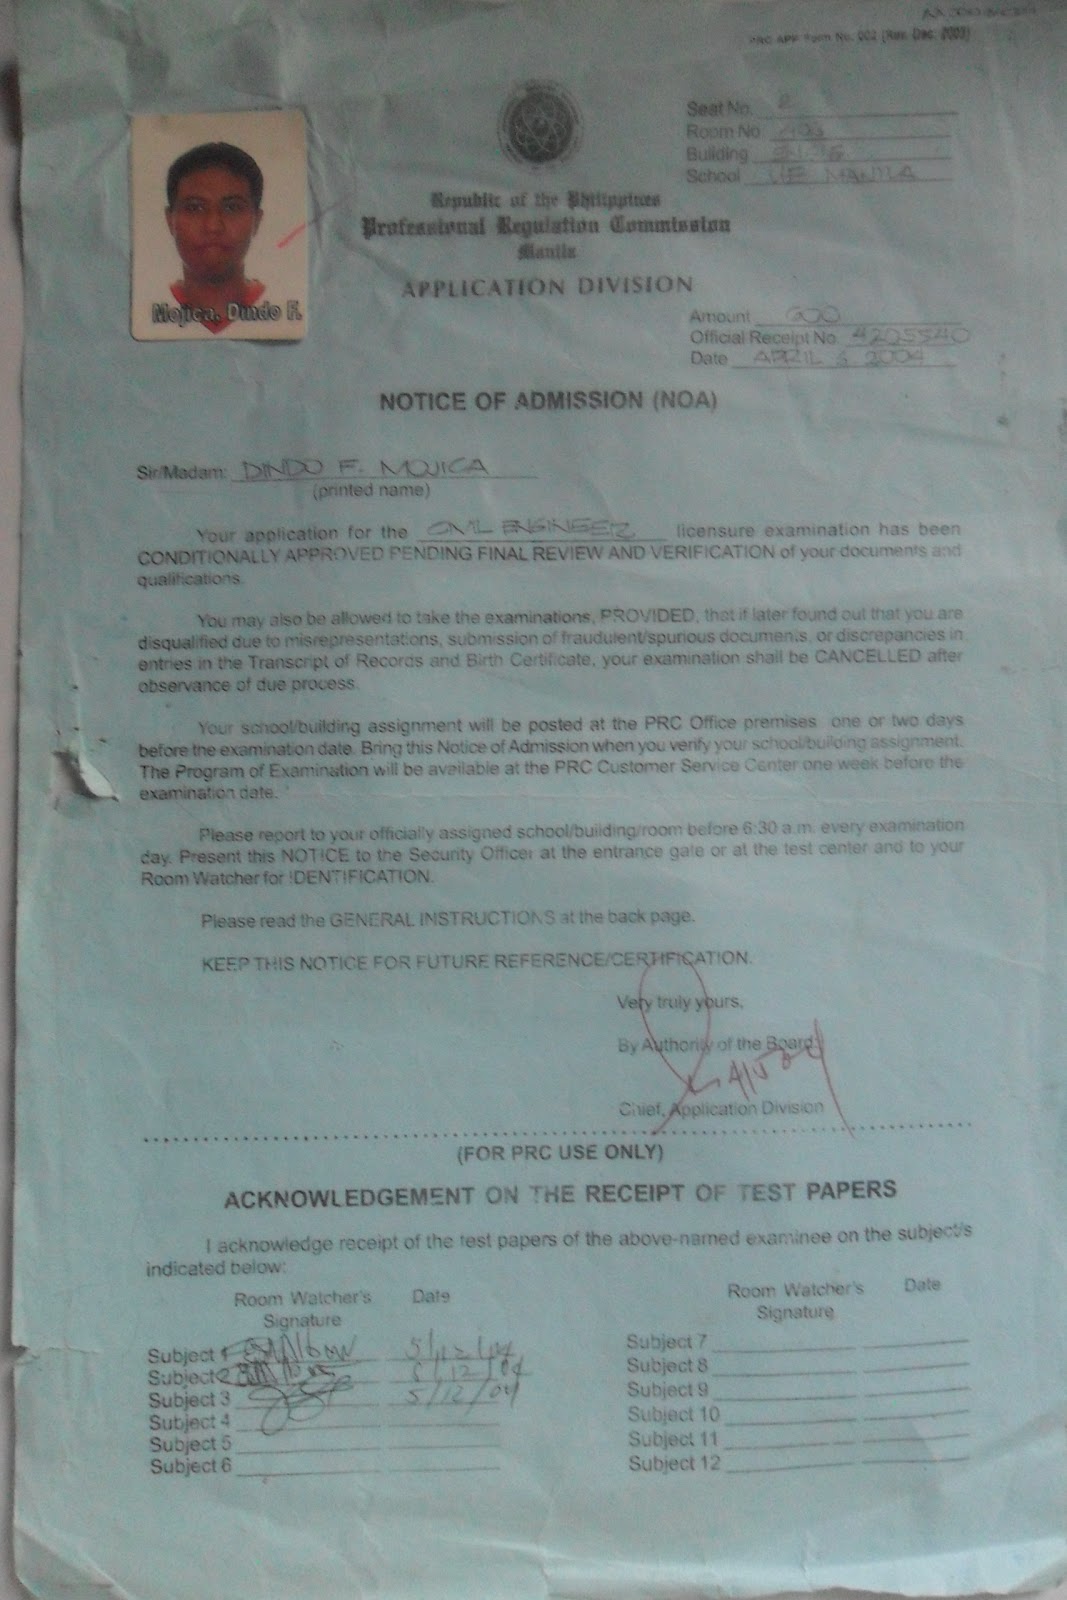 PRC APP Form No. 002 (Rev. Dec. 2003)
Seat No. 2
Room No
Building
School UE MANILA
Republic of the Philippines
Professional Regulation Commission
Manila
APPLICATION DIVISION
Mojica, Dindo F.
Amount 600
Official Receipt No. 4205540
Date APRIL 6 2004
NOTICE OF ADMISSION (NOA)
Sir/Madam: DINDO F. MOJICA
(printed name)
Your application for the CIVIL ENGINEER licensure examination has been
CONDITIONALLY APPROVED PENDING FINAL REVIEW AND VERIFICATION of your documents and
qualifications.
You may also be allowed to take the examinations, PROVIDED, that if later found out that you are
disqualified due to misrepresentations, submission of fraudulent/spurious documents, or discrepancies in
entries in the Transcript of Records and Birth Certificate, your examination shall be CANCELLED after
observance of due process.
Your school/building assignment will be posted at the PRC Office premises one or two days
before the examination date. Bring this Notice of Admission when you verify your school/building assignment.
The Program of Examination will be available at the PRC Customer Service Center one week before the
examination date.
Please report to your officially assigned school/building/room before 6:30 a.m. every examination
day. Present this NOTICE to the Security Officer at the entrance gate or at the test center and to your
Room Watcher for IDENTIFICATION.
Please read the GENERAL INSTRUCTIONS at the back page.
KEEP THIS NOTICE FOR FUTURE REFERENCE/CERTIFICATION.
Very truly yours,
By Authority of the Board:
Chief, Application Division
(FOR PRC USE ONLY)
ACKNOWLEDGEMENT ON THE RECEIPT OF TEST PAPERS
I acknowledge receipt of the test papers of the above-named examinee on the subject/s
indicated below:
Room Watcher's Date
Signature
Subject 1 5/12/04
Subject 2 5/12/04
Subject 3 5/12/04
Subject 4
Subject 5
Subject 6
Room Watcher's Date
Signature
Subject 7
Subject 8
Subject 9
Subject 10
Subject 11
Subject 12